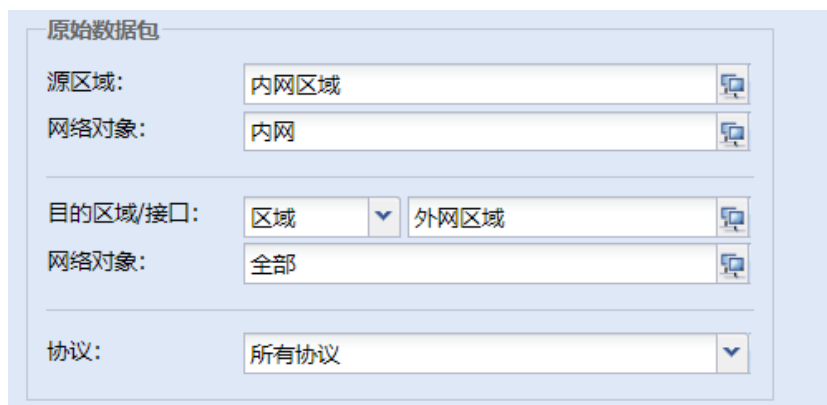 原始数据包
源区域： 内网区域
网络对象： 内网
目的区域/接口： 区域 外网区域
网络对象： 全部
协议： 所有协议